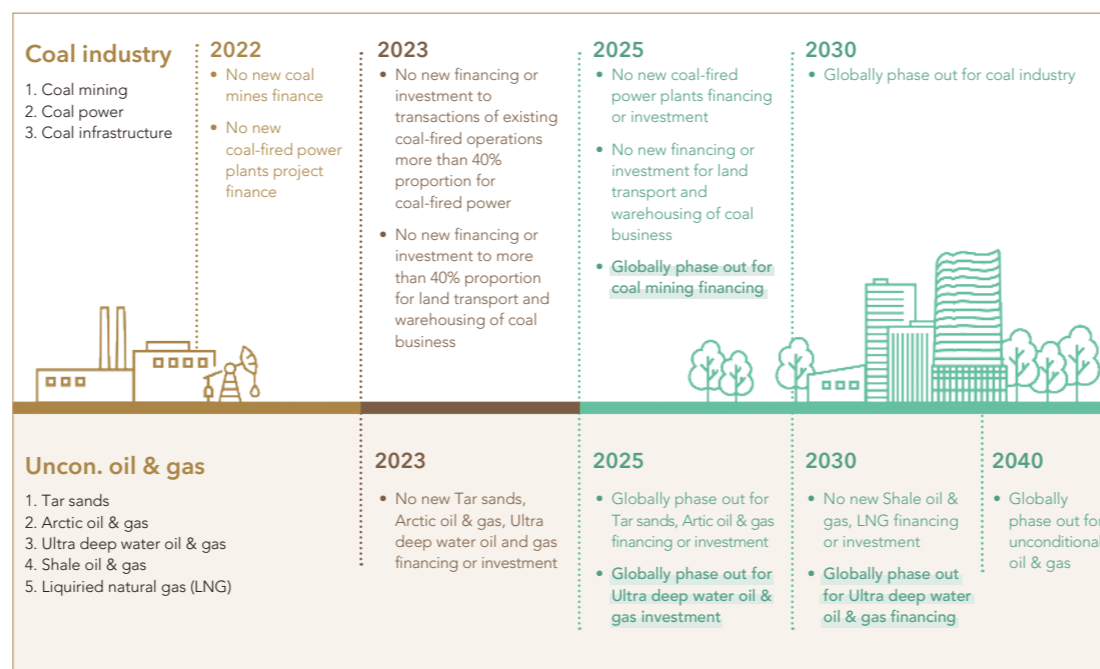 Coal industry
1. Coal mining
2. Coal power
3. Coal infrastructure
2022
• No new coal
mines finance
• No new
coal-fired power
plants project
finance
2023
• No new financing or
investment to
transactions of existing
coal-fired operations
more than 40%
proportion for
coal-fired power
• No new financing or
investment to more
than 40% proportion
for land transport and
warehousing of coal
business
2025
• No new coal-fired
power plants financing
or investment
• No new financing or
investment for land
transport and
warehousing of coal
business
• Globally phase out for
coal mining financing
2030
• Globally phase out for coal industry
Uncon. oil & gas
1. Tar sands
2. Arctic oil & gas
3. Ultra deep water oil & gas
4. Shale oil & gas
5. Liquiried natural gas (LNG)
2023
• No new Tar sands,
Arctic oil & gas, Ultra
deep water oil and gas
financing or investment
2025
• Globally phase out for
Tar sands, Artic oil & gas
financing or investment
• Globally phase out for
Ultra deep water oil &
gas investment
2030
• No new Shale oil &
gas, LNG financing
or investment
• Globally phase out
for Ultra deep water
oil & gas financing
2040
• Globally
phase out for
unconditional
oil & gas